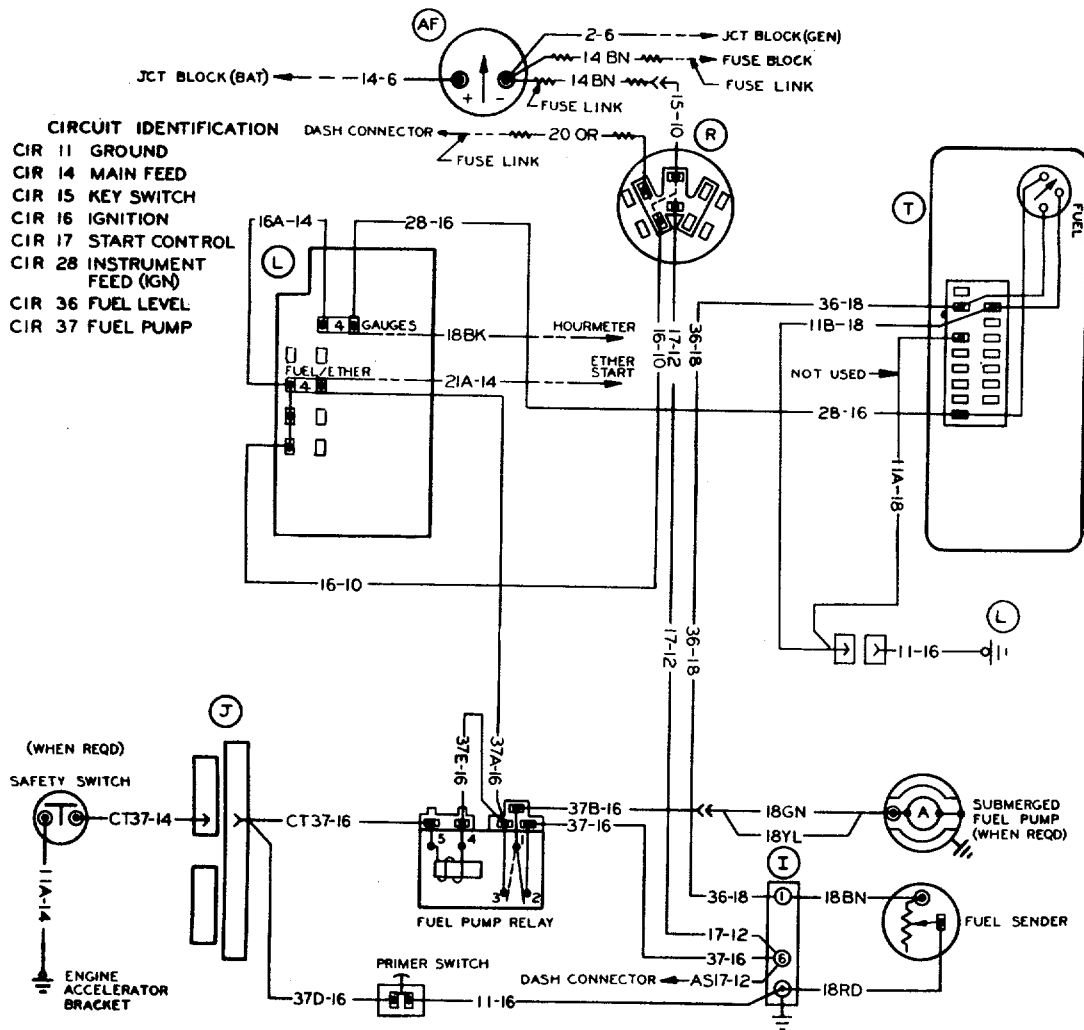 AF
2-6
JCT BLOCK(GEN)
14 BN
FUSE BLOCK
JCT BLOCK(BAT)
14-6
+
-
14BN
FUSE LINK
FUSE LINK
15-10
CIRCUIT IDENTIFICATION
CIR 11 GROUND
CIR 14 MAIN FEED
CIR 15 KEY SWITCH
CIR 16 IGNITION
CIR 17 START CONTROL
CIR 28 INSTRUMENT
FEED (IGN)
CIR 36 FUEL LEVEL
CIR 37 FUEL PUMP
DASH CONNECTOR
20 OR
FUSE LINK
R
T
FUEL
16A-14
28-16
L
4
GAUGES
18BK
HOURMETER
FUEL/ETHER
4
21A-14
ETHER
START
16-10
17-12
36-18
36-18
11B-18
NOT USED
28-16
11A-18
16-10
17-12
36-18
L
11-16
J
(WHEN REQD)
SAFETY SWITCH
CT37-14
CT37-16
37E-16
37A-16
37B-16
37-16
18GN
18YL
A
SUBMERGED
FUEL PUMP
(WHEN REQD)
5
4
1
3
2
FUEL PUMP RELAY
I
36-18
1
18BN
FUEL SENDER
11A-14
17-12
37-16
6
DASH CONNECTOR
AS17-12
ENGINE
ACCELERATOR
BRACKET
PRIMER SWITCH
37D-16
11-16
18RD